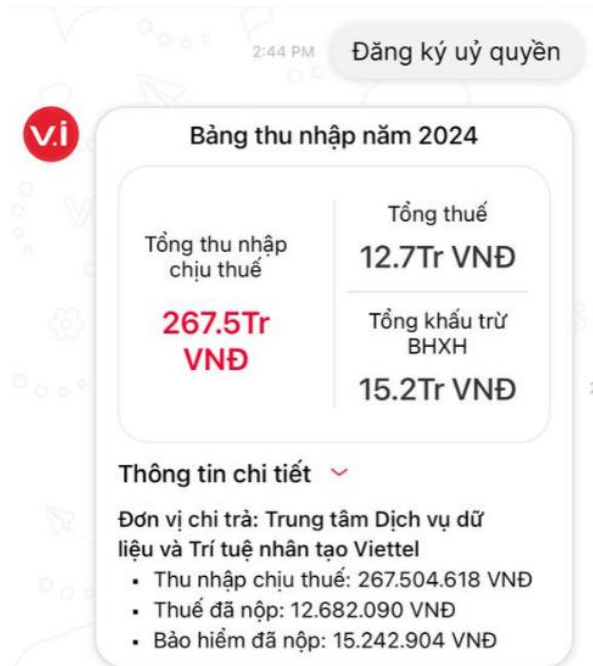 2:44 PM
Đăng ký uỷ quyền
V.i
Bảng thu nhập năm 2024
Tổng thu nhập
chịu thuế
267.5Tr
VNĐ
Tổng thuế
12.7Tr VNĐ
Tổng khấu trừ
BHXH
15.2Tr VNĐ
Thông tin chi tiết
Đơn vị chi trả: Trung tâm Dịch vụ dữ
liệu và Trí tuệ nhân tạo Viettel
• Thu nhập chịu thuế: 267.504.618 VNĐ
• Thuế đã nộp: 12.682.090 VNĐ
• Bảo hiểm đã nộp: 15.242.904 VNĐ